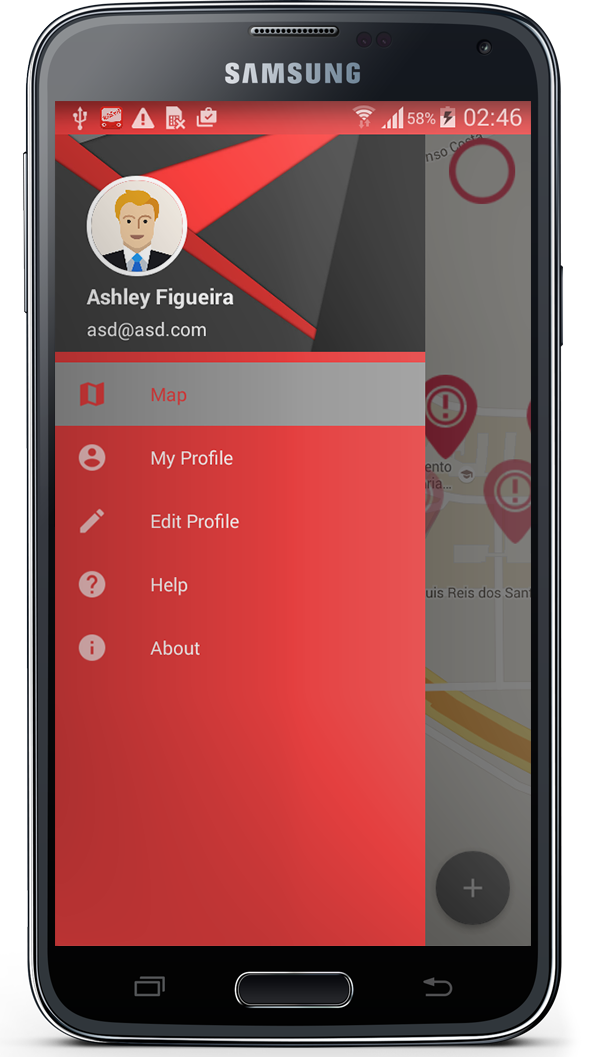 SAMSUNG
58% 02:46
nso Costa
Ashley Figueira
asd@asd.com
Map
My Profile
ento
ria...
Edit Profile
Help
uis Reis dos Sant
About